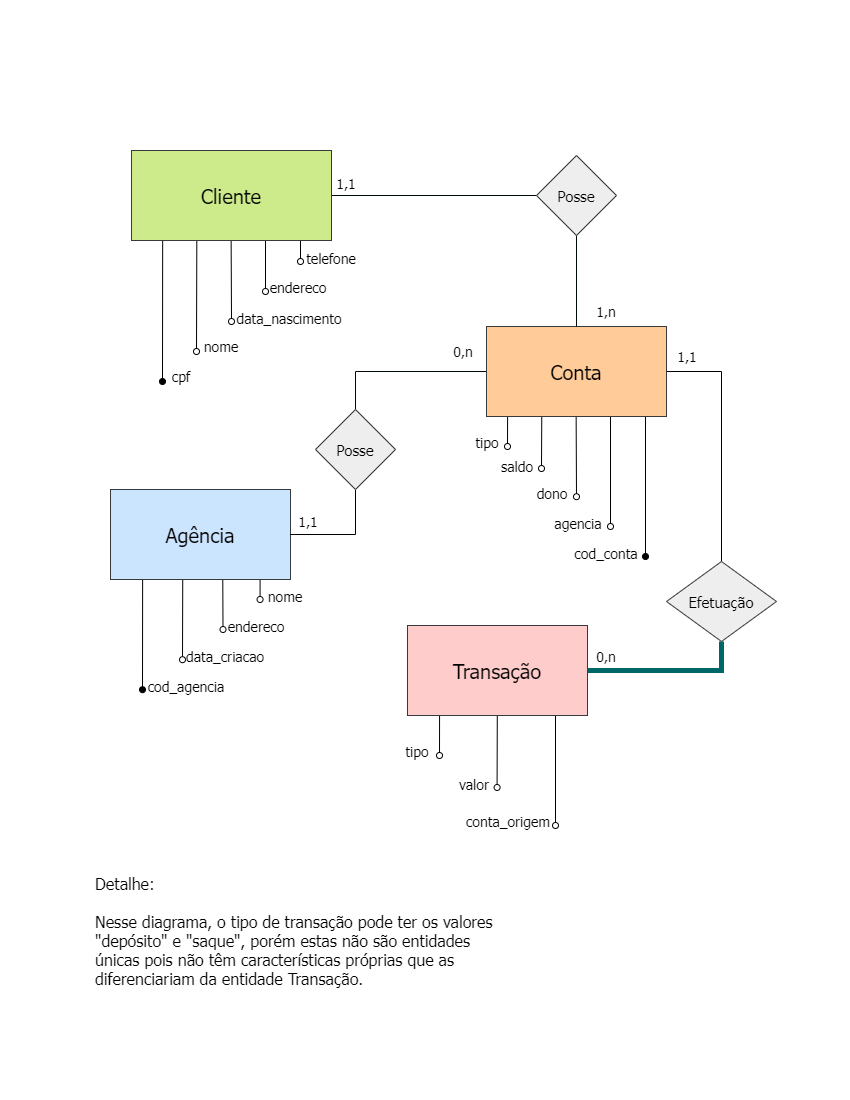 Cliente
1,1
Posse
telefone
endereco
data_nascimento
nome
cpf
1,n
0,n
Conta
1,1
tipo
saldo
dono
agencia
cod_conta
Posse
Agência
1,1
nome
endereco
data_criacao
cod_agencia
Efetuação
Transação
0,n
tipo
valor
conta_origem
Detalhe:
Nesse diagrama, o tipo de transação pode ter os valores
"depósito" e "saque", porém estas não são entidades
únicas pois não têm características próprias que as
diferenciariam da entidade Transação.